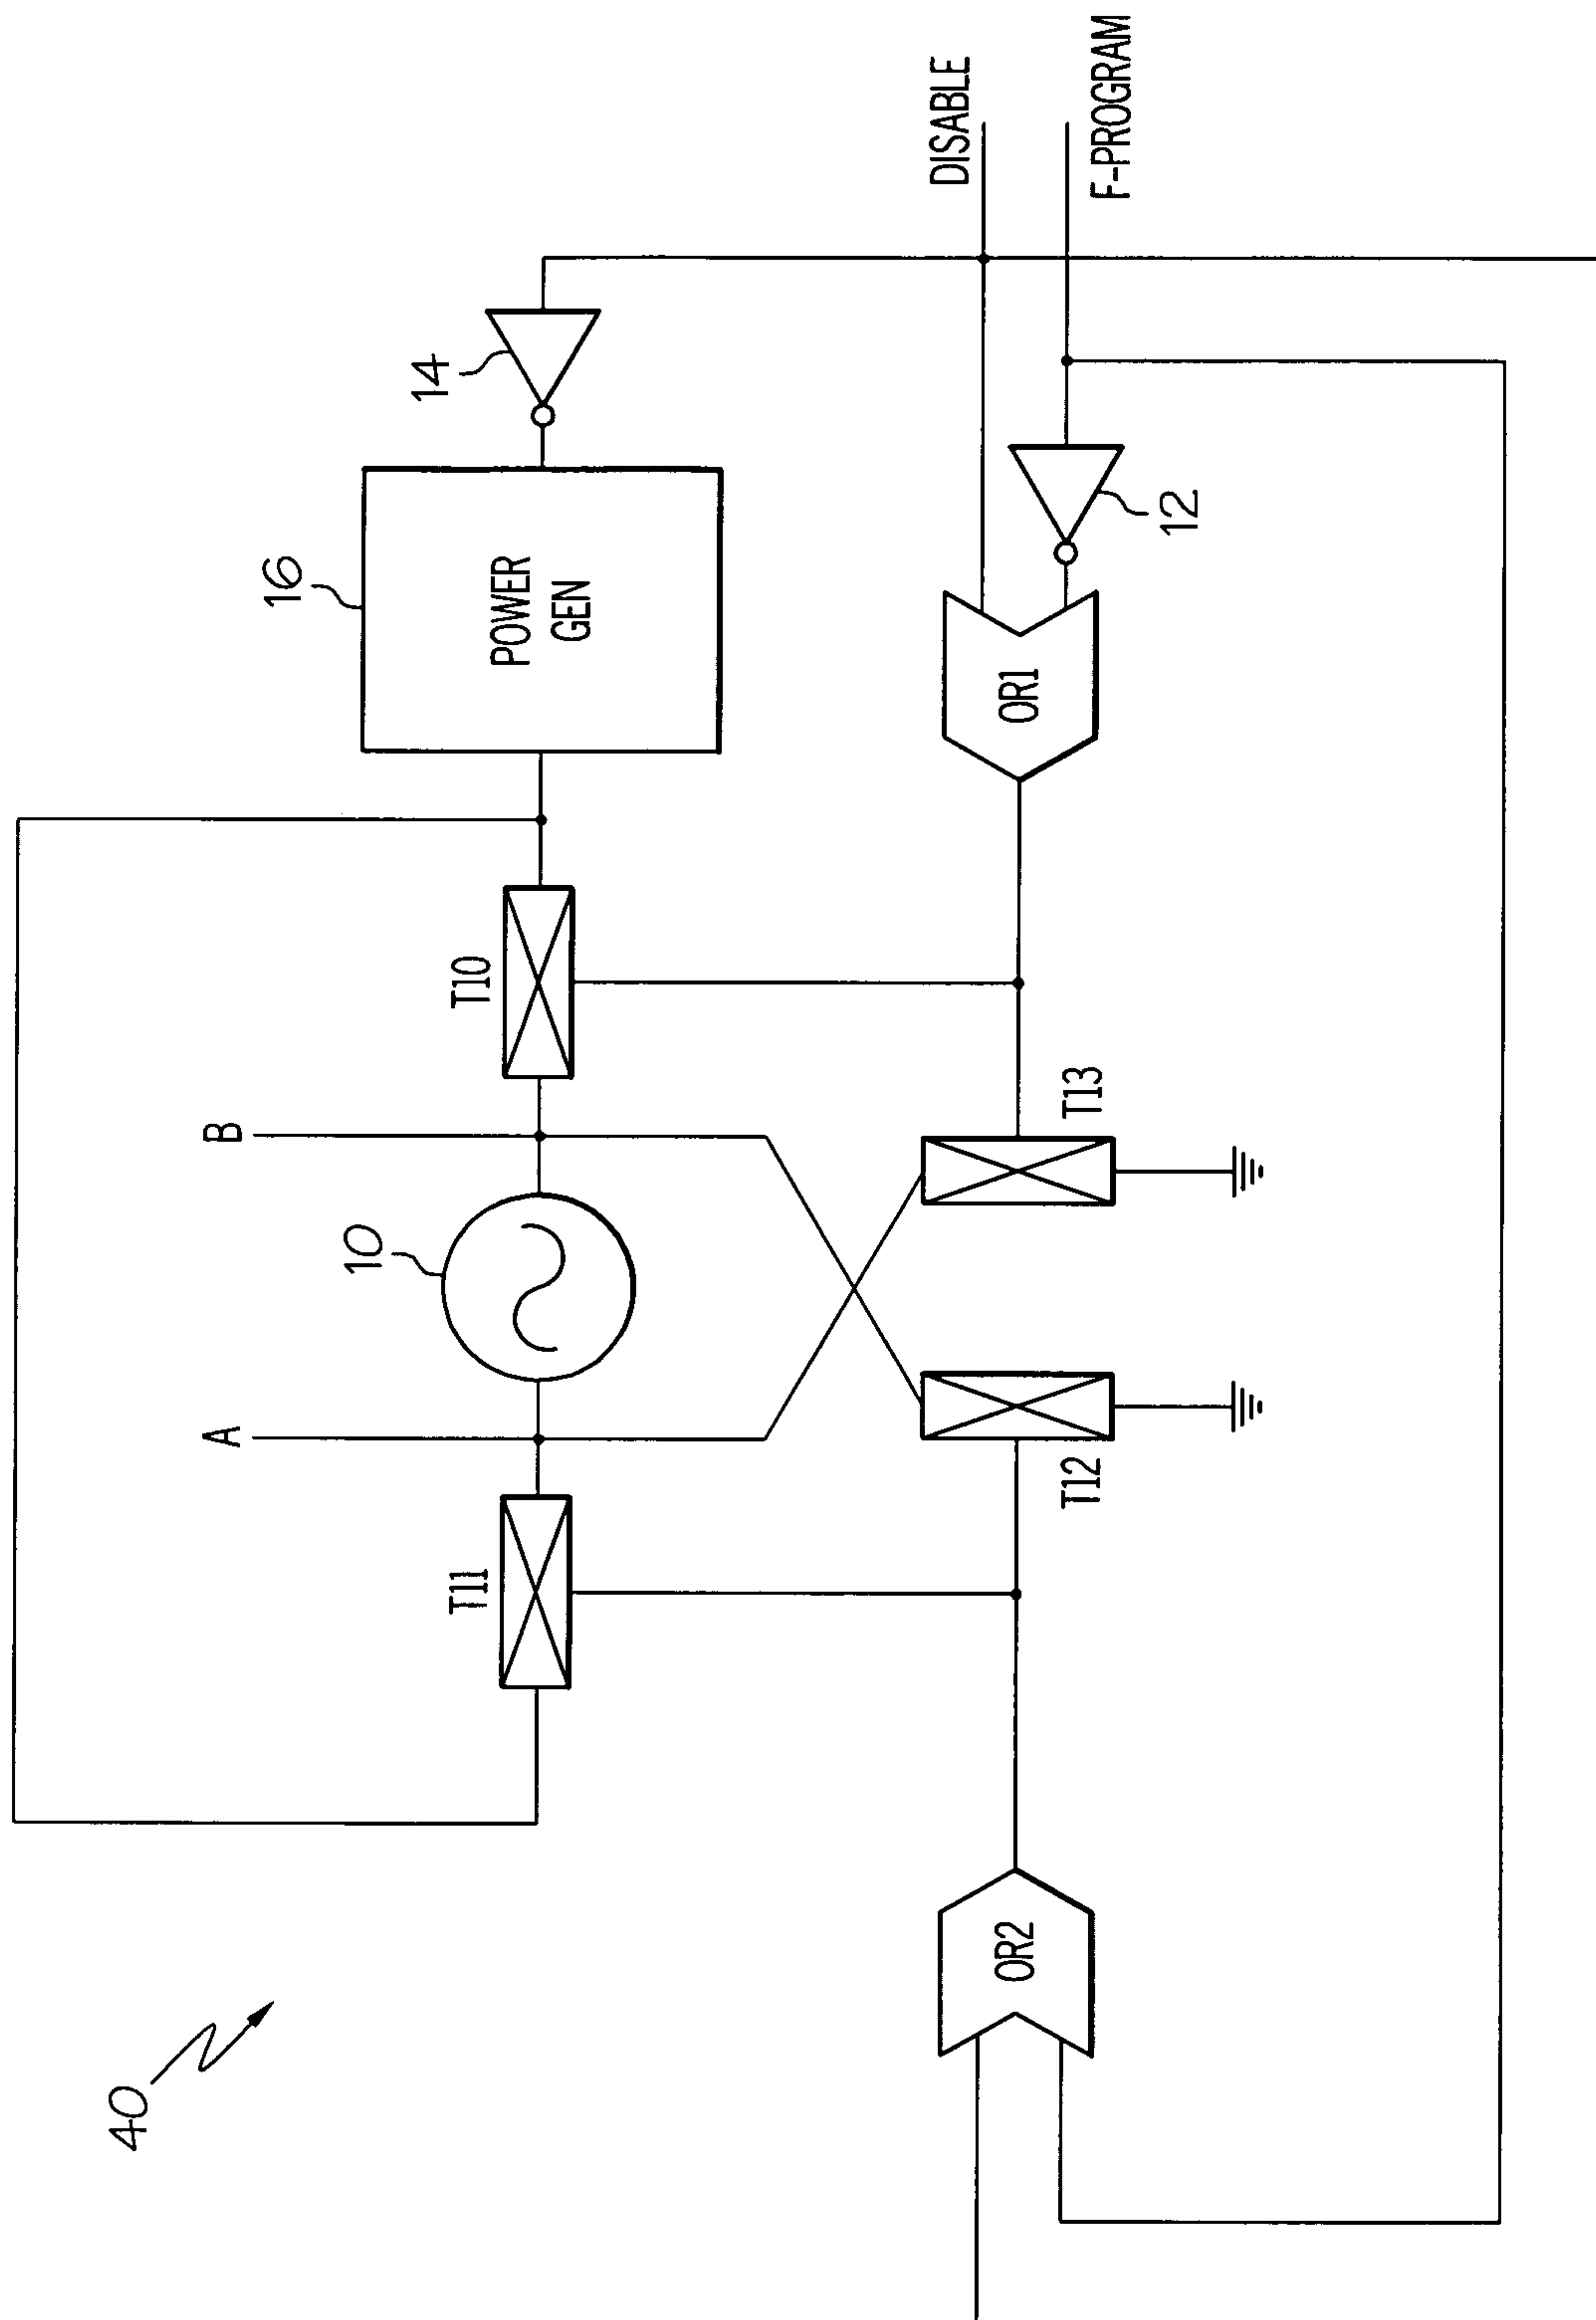 40
A
B
10
T11
T10
16
POWER
GEN
14
DISABLE
F-PROGRAM
12
OR1
T13
T12
OR2